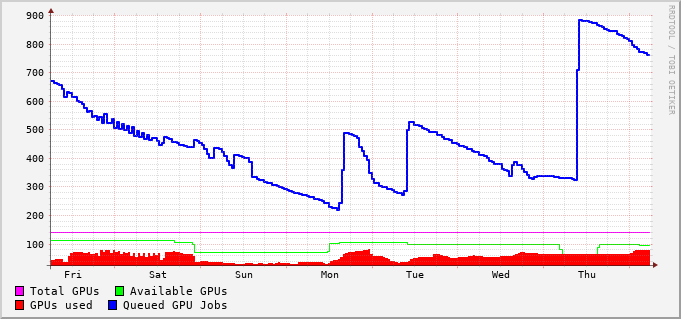 900
800
700
600
500
400
300
200
100
Fri Sat Sun Mon Tue Wed Thu
Total GPUs Available GPUs
GPUs used Queued GPU Jobs
RRDTOOL / TOBI OETIKER